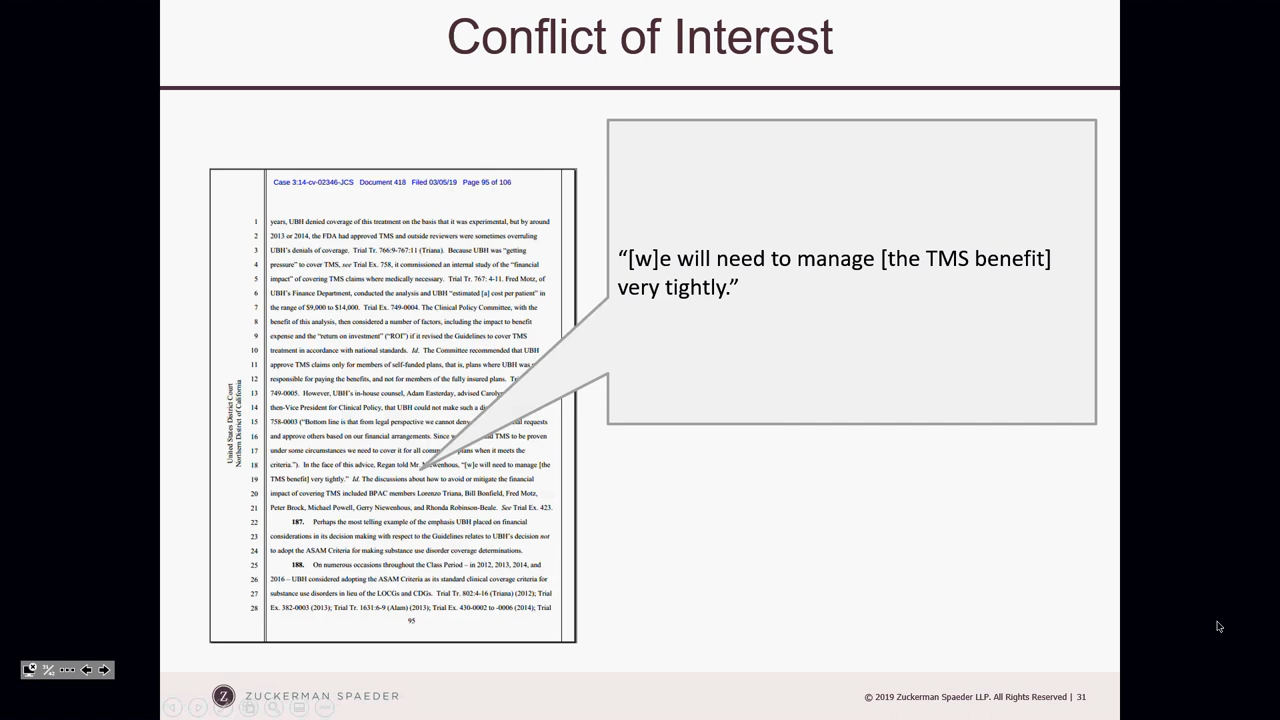 Conflict of Interest
Case 3:14-cv-02346-JCS Document 418 Filed 03/05/19 Page 95 of 106
United States District Court
Northern District of California
1 years, UBH denied coverage of this treatment on the basis that it was experimental, but by around
2 2013 or 2014, the FDA had approved TMS and outside reviewers were sometimes overruling
3 UBH's denials of coverage. Trial Tr. 766:9-767:11 (Triana). Because UBH was "getting
4 pressure" to cover TMS, see Ex. 758, it commissioned an internal study of the "financial
5 impact" of covering TMS claims where medically necessary. Trial Tr. 767: 4-11. Fred Motz, of
6 UBH's Finance Department, conducted the analysis and UBH "estimated [a] cost per patient" in
7 the range of $9,000 to $14,000. Trial Ex. 749-0004. The Clinical Policy Committee, with the
8 benefit of this analysis, then considered a number of factors, including the impact to benefit
9 expense and the "return on investment" ("ROI") if it revised the Guidelines to cover TMS
10 treatment in accordance with national standards. Id. The Committee recommended that UBH
11 approve TMS claims only for members of self-funded plans, that is, plans where UBH was
12 responsible for paying the benefits, and not for members of the fully insured plans.
13 749-0005. However, UBH's in-house counsel, Adam Easterday, advised
14 then-Vice President for Clinical Policy, that UBH could not make such a
15 758-0003 ("Bottom line is that from legal perspective we cannot deny requests
16 and approve others based on our financial arrangements. Since TMS to be proven
17 under some circumstances we need to cover it for all plans when it meets the
18 criteria."). In the face of this advice, Regan told Mr. Niewenhous, "[w]e will need to manage [the
19 TMS benefit] very tightly." Id. The discussions about how to avoid or mitigate the financial
20 impact of covering TMS included BPAC members Lorenzo Triana, Bill Bonfield, Fred Motz,
21 Peter Brock, Michael Powell, Gerry Niewenhous, and Rhonda Robinson-Beale. See Trial Ex. 423.
22 187. Perhaps the most telling example of the emphasis UBH placed on financial
23 considerations in its decision making with respect to the Guidelines relates to UBH's decision not
24 to adopt the ASAM Criteria for making substance use disorder coverage determinations.
25 188. On numerous occasions throughout the Class Period – in 2012, 2013, 2014, and
26 2016 – UBH considered adopting the ASAM Criteria as its standard clinical coverage criteria for
27 substance use disorders in lieu of the LOCGs and CDGs. Trial Tr. 802:4-16 (Triana) (2012); Trial
28 Ex. 382-0003 (2013); Trial Tr. 1631:6-9 (Alam) (2013); Trial Ex. 430-0002 to -0006 (2014); Trial
95
“[w]e will need to manage [the TMS benefit]
very tightly.”
31/42
Z ZUCKERMAN SPAEDER
© 2019 Zuckerman Spaeder LLP. All Rights Reserved | 31